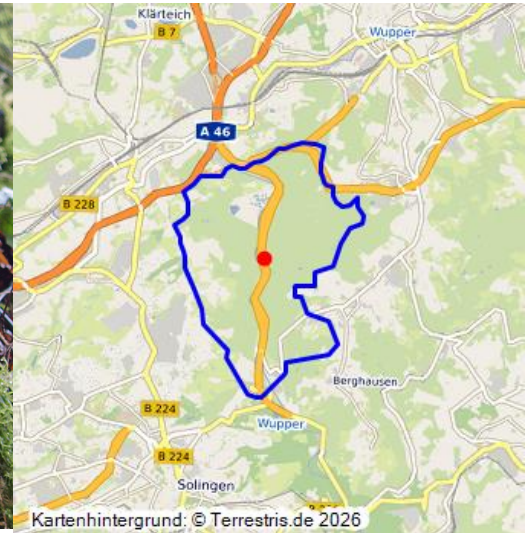 Klärteich
B 7
Wupper
A 46
B 228
Berghausen
B 224
Wupper
B 224
Solingen
Kartenhintergrund: © Terrestris.de 2026